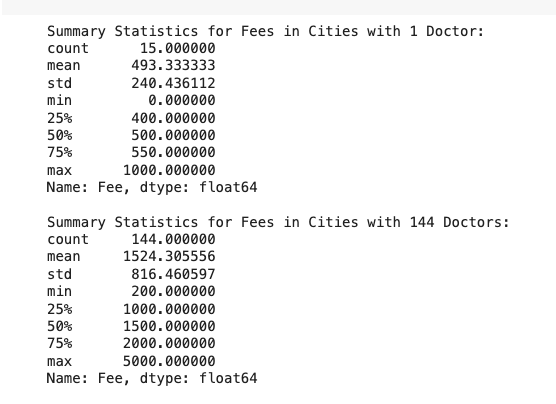 Summary Statistics for Fees in Cities with 1 Doctor:
count      15.000000
mean      493.333333
std       240.436112
min         0.000000
25%       400.000000
50%       500.000000
75%       550.000000
max      1000.000000
Name: Fee, dtype: float64

Summary Statistics for Fees in Cities with 144 Doctors:
count     144.000000
mean     1524.305556
std       816.460597
min       200.000000
25%      1000.000000
50%      1500.000000
75%      2000.000000
max      5000.000000
Name: Fee, dtype: float64